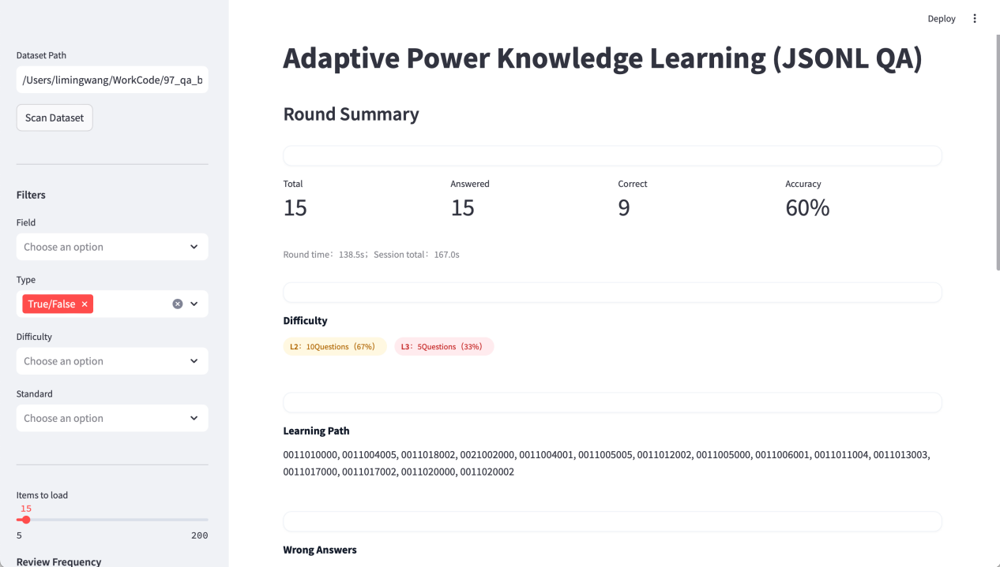 Deploy
Dataset Path
/Users/limingwang/WorkCode/97_qa_b
Scan Dataset
Filters
Field
Choose an option
Type
True/False ×
Difficulty
Choose an option
Standard
Choose an option
Items to load
15
5 200
Review Frequency
Adaptive Power Knowledge Learning (JSONL QA)
Round Summary
Total Answered Correct Accuracy
15 15 9 60%
Round time：138.5s；Session total：167.0s
Difficulty
L2：10Questions（67%） L3：5Questions（33%）
Learning Path
0011010000, 0011004005, 0011018002, 0021002000, 0011004001, 0011005005, 0011012002, 0011005000, 0011006001, 0011011004, 0011013003,
0011017000, 0011017002, 0011020000, 0011020002
Wrong Answers